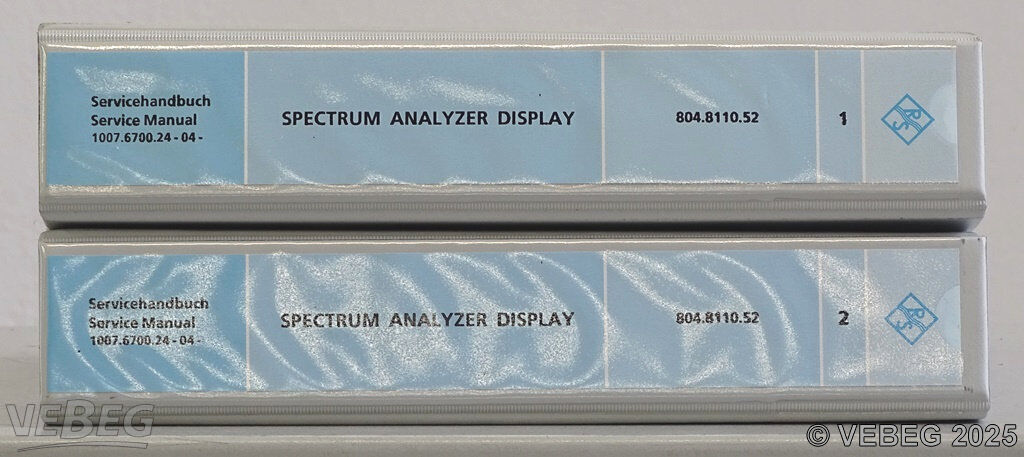 Servicehandbuch
Service Manual
1007.6700.24 - 04 -
SPECTRUM ANALYZER DISPLAY
804.8110.52
1
R&S
Servicehandbuch
Service Manual
1007.6700.24 - 04 -
SPECTRUM ANALYZER DISPLAY
804.8110.52
2
R&S
VEBEG
© VEBEG 2025